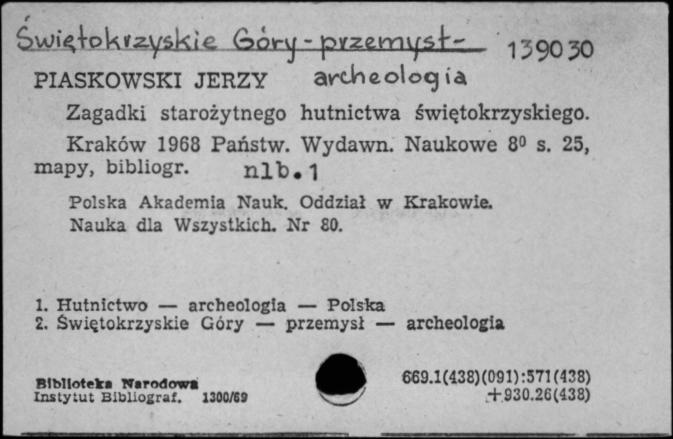 Świętokrzyskie Góry - przemysł - 139030
archeologia
PIASKOWSKI JERZY
Zagadki starożytnego hutnictwa świętokrzyskiego.
Kraków 1968 Państw. Wydawn. Naukowe 8⁰ s. 25,
mapy, bibliogr. nlb. 1
Polska Akademia Nauk. Oddział w Krakowie.
Nauka dla Wszystkich. Nr 80.
1. Hutnictwo — archeologia — Polska
2. Świętokrzyskie Góry — przemysł — archeologia
Biblioteka Narodowa
Instytut Bibliograf. 1300/69
669.1(438)(091):571(438)
+930.26(438)